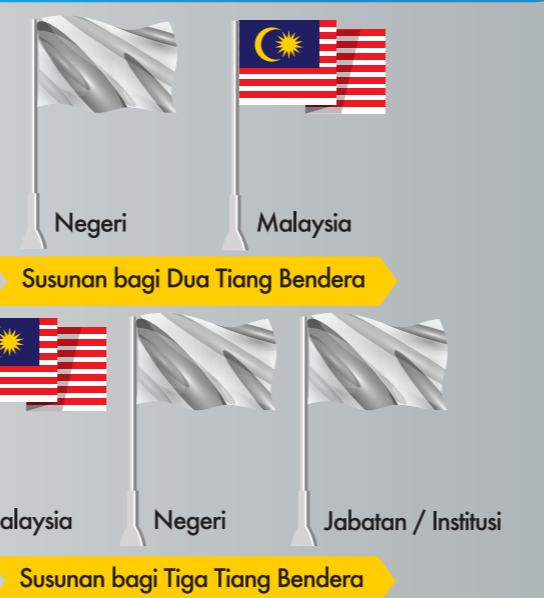 Negeri
Malaysia
Susunan bagi Dua Tiang Bendera
alaysia
Negeri
Jabatan / Institusi
Susunan bagi Tiga Tiang Bendera